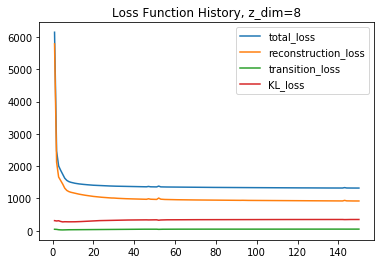 Loss Function History, z_dim=8
total_loss
reconstruction_loss
transition_loss
KL_loss
6000
5000
4000
3000
2000
1000
0
0 20 40 60 80 100 120 140